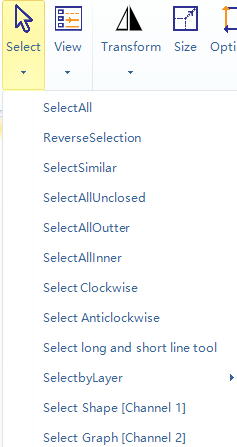 Select View Transform Size Opti
SelectAll
ReverseSelection
SelectSimilar
SelectAllUnclosed
SelectAllOutter
SelectAllInner
Select Clockwise
Select Anticlockwise
Select long and short line tool
SelectbyLayer
Select Shape [Channel 1]
Select Graph [Channel 2]